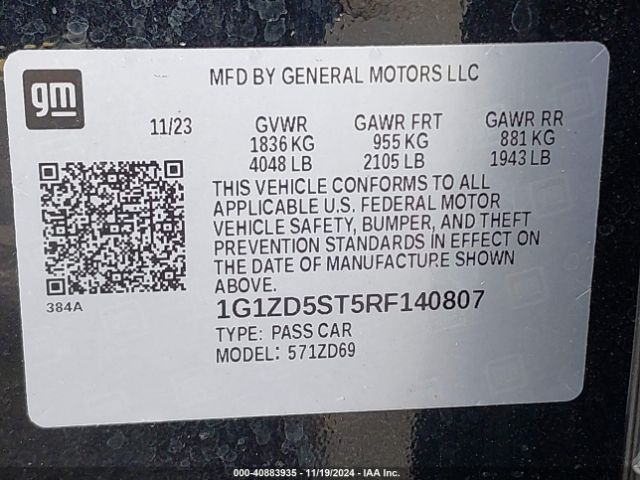 gm
MFD BY GENERAL MOTORS LLC
11/23
GVWR
1836 KG
4048 LB
GAWR FRT
955 KG
2105 LB
GAWR RR
881 KG
1943 LB
THIS VEHICLE CONFORMS TO ALL
APPLICABLE U.S. FEDERAL MOTOR
VEHICLE SAFETY, BUMPER, AND THEFT
PREVENTION STANDARDS IN EFFECT ON
THE DATE OF MANUFACTURE SHOWN
ABOVE.
384A
1G1ZD5ST5RF140807
TYPE: PASS CAR
MODEL: 571ZD69
000-40883935 - 11/19/2024 - IAA Inc.